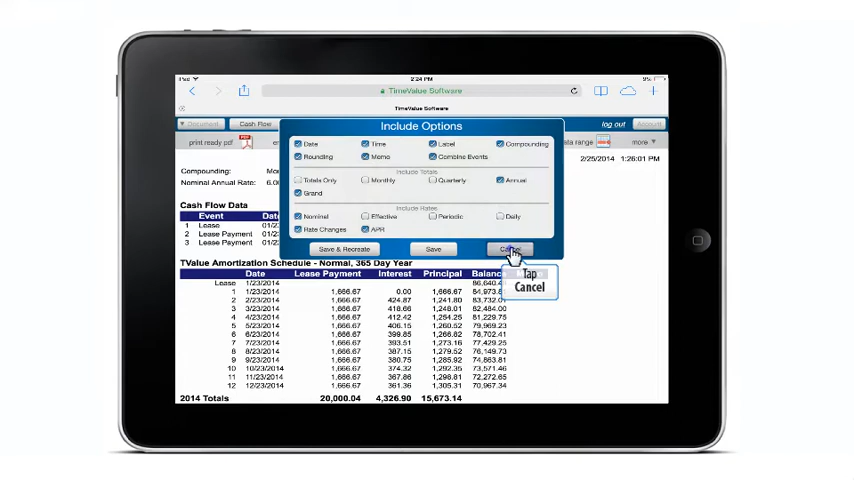 iPad 2:24 PM 9%
TimeValue Software
TimeValue Software
Document Cash Flow log out Account
print ready pdf data range more
2/25/2014 1:26:01 PM
Include Options
Date Time Label Compounding
Rounding Memo Combine Events
Include Totals
Totals Only Monthly Quarterly Annual
Grand
Include Rates
Nominal Effective Periodic Daily
Rate Changes APR
Save & Recreate Save Cancel
Tap
Cancel
Compounding:
Nominal Annual Rate:
Cash Flow Data
Event
1 Lease
2 Lease Payment
3 Lease Payment
TValue Amortization Schedule - Normal, 365 Day Year
Date Lease Payment Interest Principal Balance
Lease 1/23/2014
1 1/23/2014 1,666.67 0.00 1,666.67
2 2/23/2014 1,666.67 424.87 1,241.80
3 3/23/2014 1,666.67 418.66 1,248.01 82,484.00
4 4/23/2014 1,666.67 412.42 1,254.25 81,229.75
5 5/23/2014 1,666.67 406.15 1,260.52 79,969.23
6 6/23/2014 1,666.67 399.85 1,266.82 78,702.41
7 7/23/2014 1,666.67 393.51 1,273.16 77,429.25
8 8/23/2014 1,666.67 387.15 1,279.52 76,149.73
9 9/23/2014 1,666.67 380.75 1,285.92 74,863.81
10 10/23/2014 1,666.67 374.32 1,292.35 73,571.46
11 11/23/2014 1,666.67 367.86 1,298.81 72,272.65
12 12/23/2014 1,666.67 361.36 1,305.31 70,967.34
2014 Totals 20,000.04 4,326.90 15,673.14